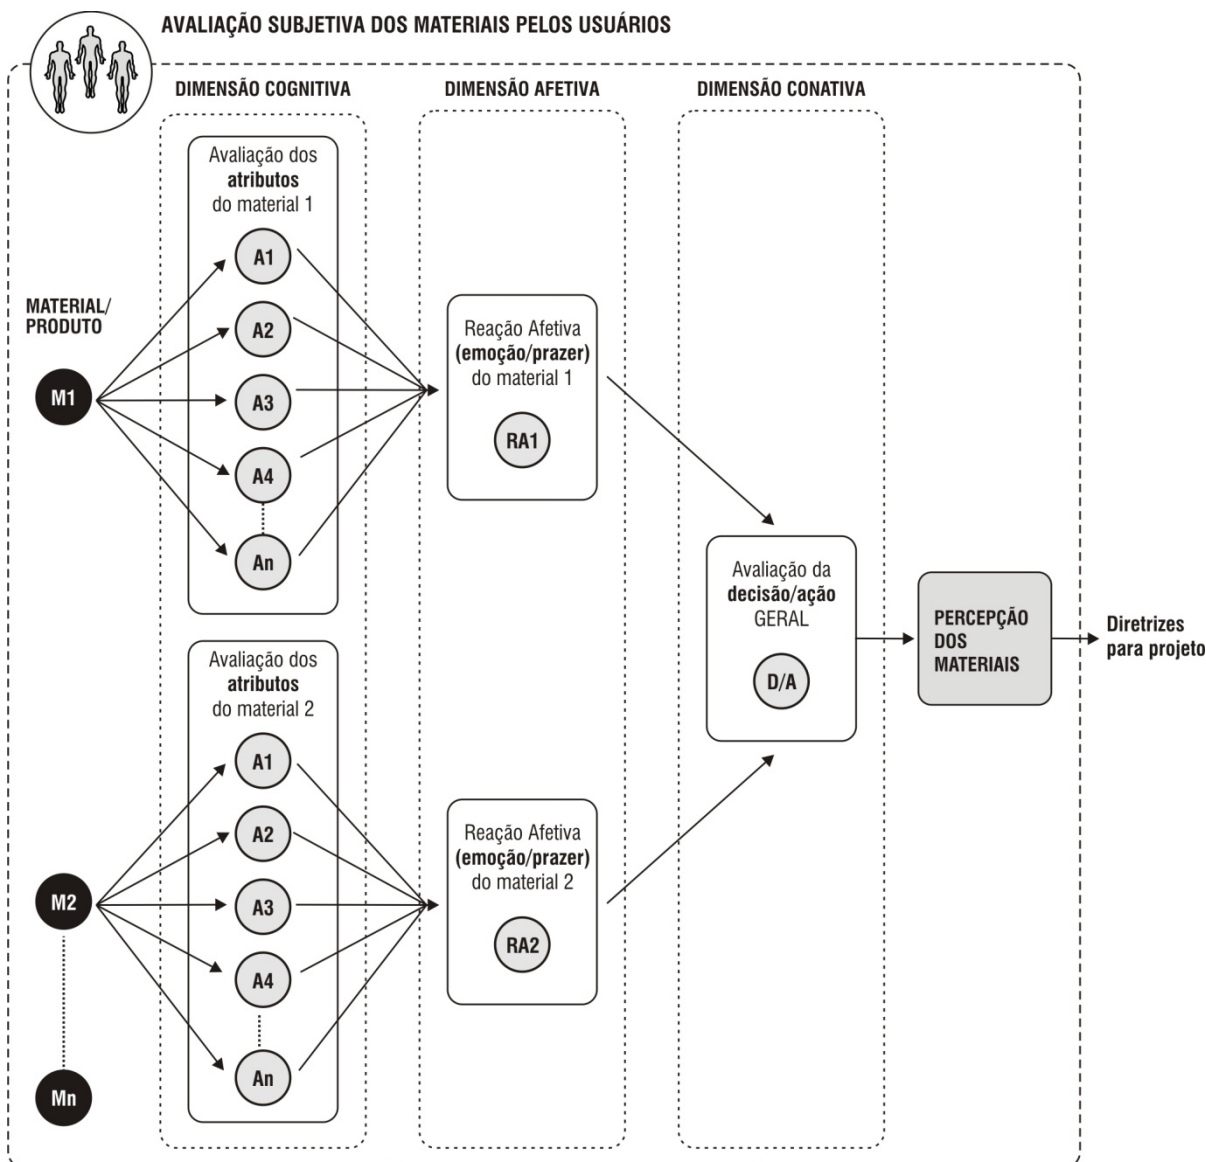 AVALIAÇÃO SUBJETIVA DOS MATERIAIS PELOS USUÁRIOS
DIMENSÃO COGNITIVA
DIMENSÃO AFETIVA
DIMENSÃO CONATIVA
MATERIAL/
PRODUTO
M1
Avaliação dos
atributos
do material 1
A1
A2
A3
A4
An
Reação Afetiva
(emoção/prazer)
do material 1
RA1
M2
Mn
Avaliação dos
atributos
do material 2
A1
A2
A3
A4
An
Reação Afetiva
(emoção/prazer)
do material 2
RA2
Avaliação da
decisão/ação
GERAL
D/A
PERCEPÇÃO
DOS
MATERIAIS
Diretrizes
para projeto